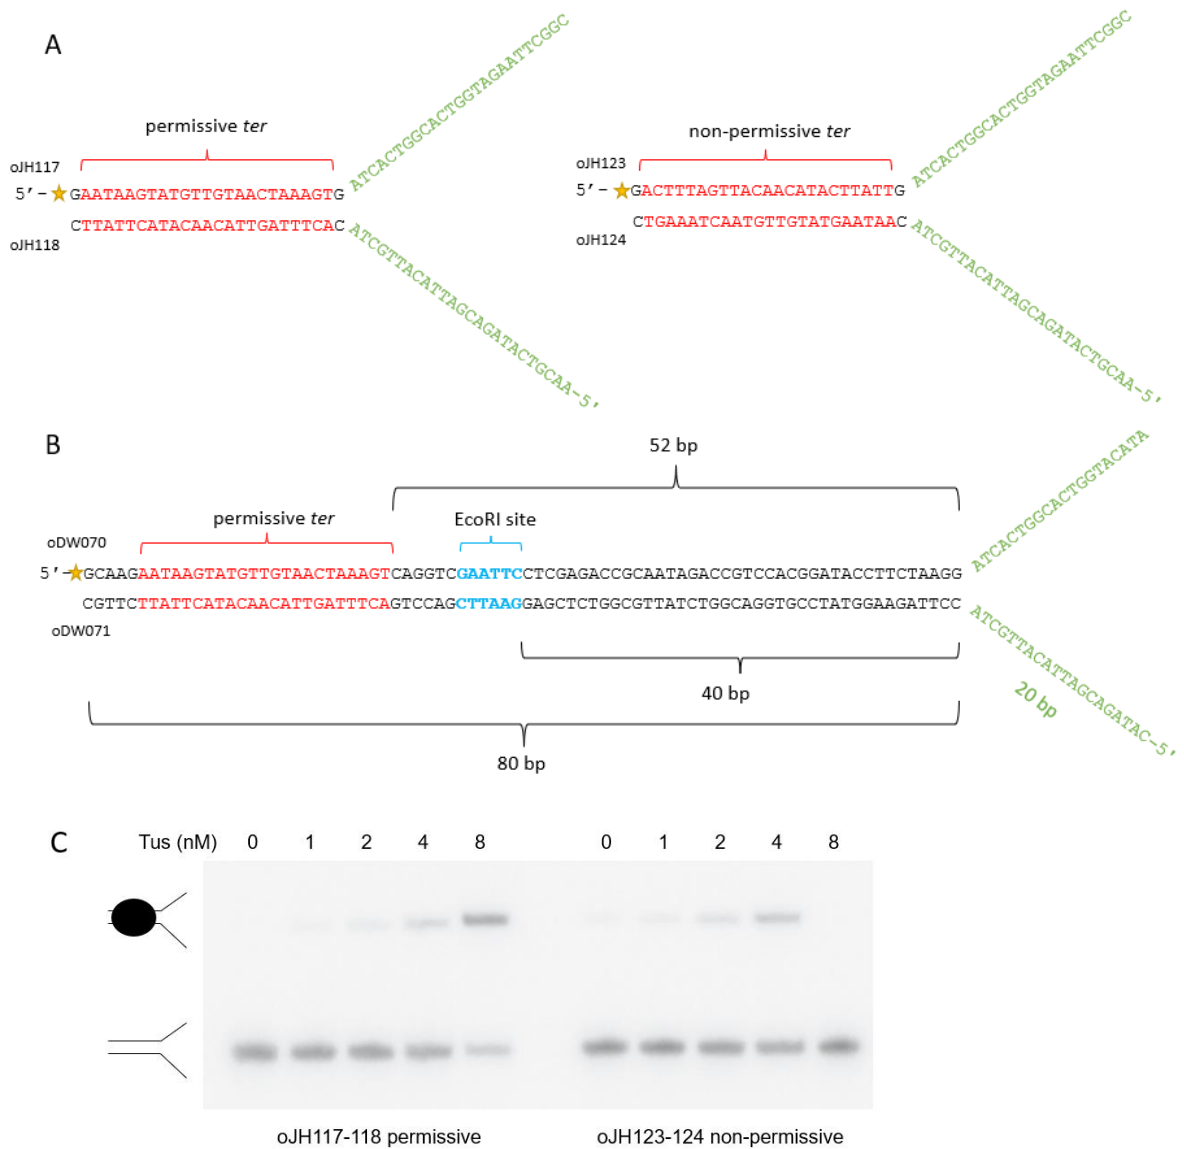 A
permissive ter
oJH117
5'-GAATAAGTATGTTGTAACTAAAGTG
ATCACTGGCACTGGTAGAATTCGGC
CTTATTCATACAACATTGATTTCAC
oJH118
ATCGTTACATTAGCAGATACTGCAA-5'
non-permissive ter
oJH123
5'-GACTTTAGTTACAACATACTTATTG
ATCACTGGCACTGGTAGAATTCGGC
CTGAAATCAATGTTGTATGAATAAC
oJH124
ATCGTTACATTAGCAGATACTGCAA-5'
B
52 bp
permissive ter
EcoRI site
oDW070
5'-GCAAGAATAAGTATGTTGTAACTAAAGTCAGGTCGAATTCCTCGAGACCGCAATAGACCGTCCACGGATACCTTCTAAGG
ATCACTGGCACTGGTACATA
CGTTCTTATTCATACAACATTGATTTCAGTCCAGCTTAAGGAGCTCTGGCGTTATCTGGCAGGTGCCTATGGAAGATTCC
oDW071
ATCGTTACATTAGCAGATAC-5'
20 bp
40 bp
80 bp
C
Tus (nM) 0 1 2 4 8 0 1 2 4 8
oJH117-118 permissive
oJH123-124 non-permissive